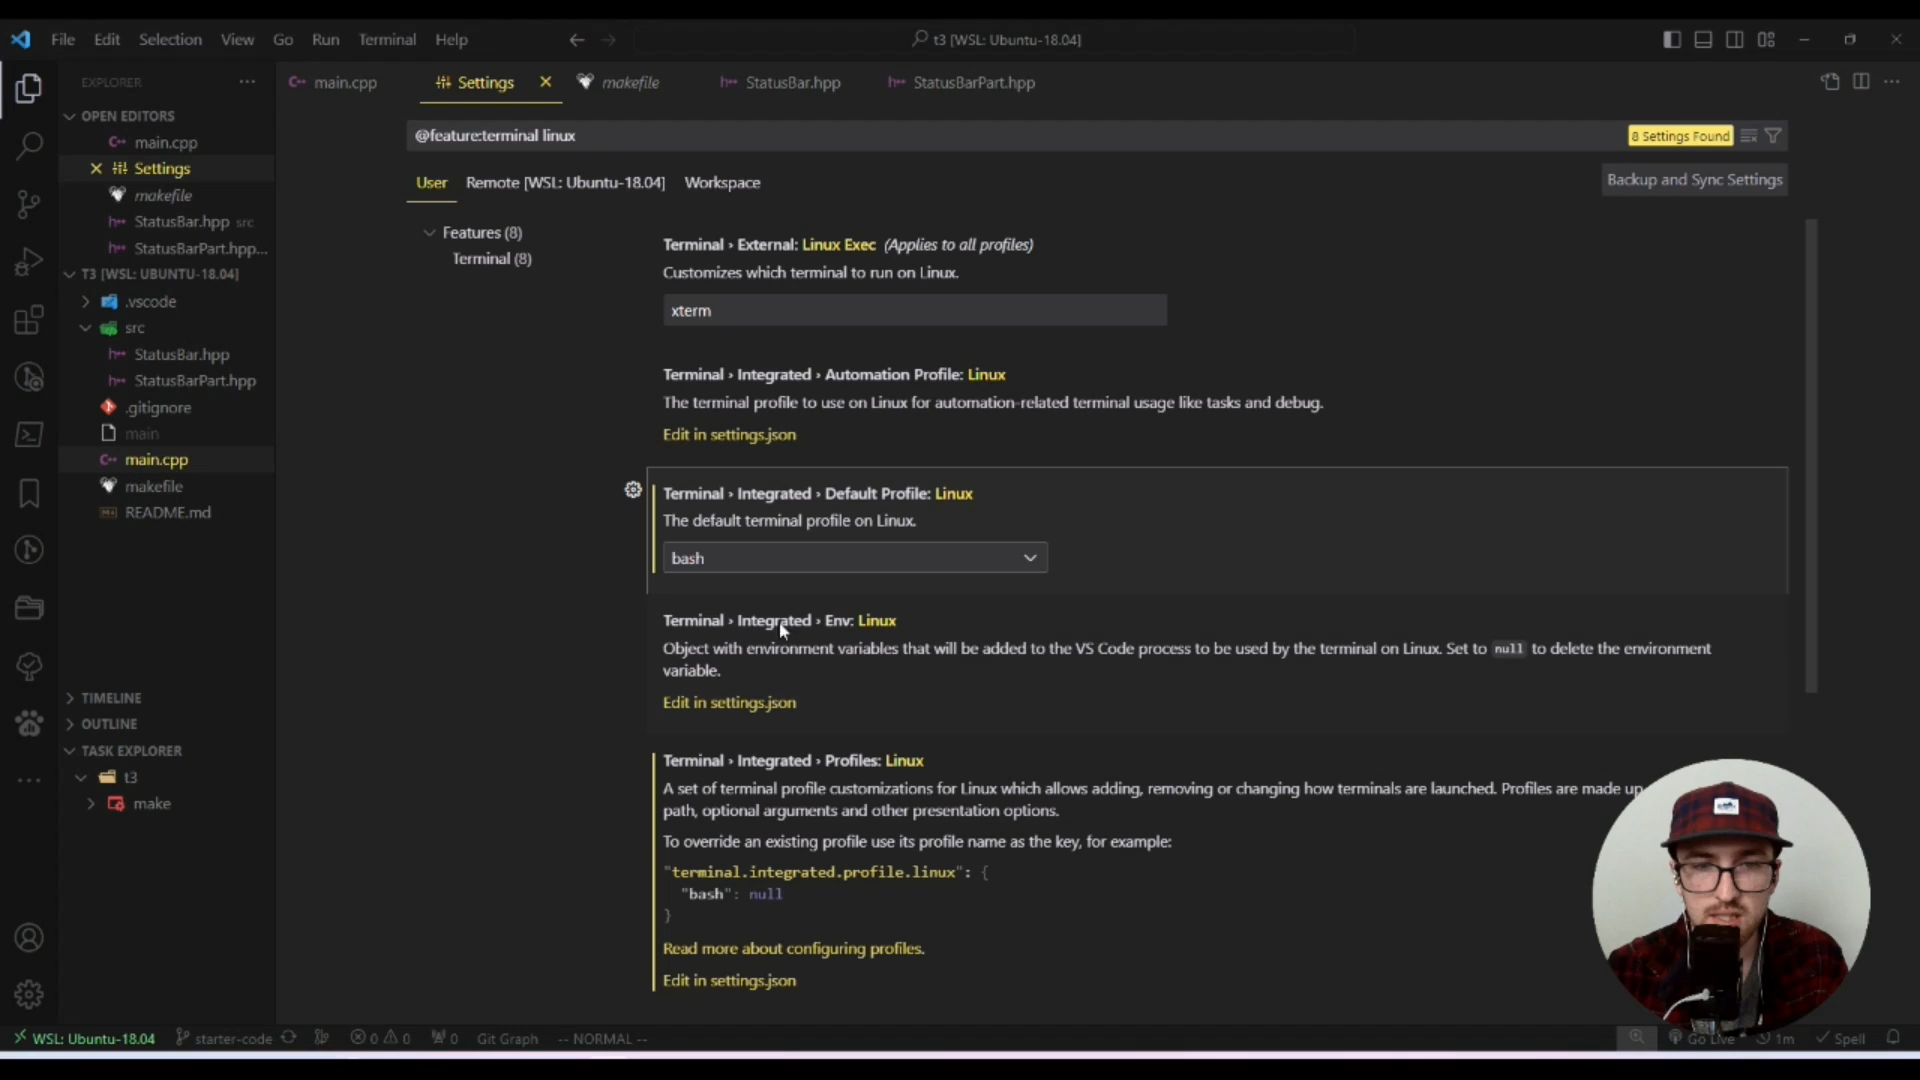 File Edit Selection View Go Run Terminal Help
t3 [WSL: Ubuntu-18.04]
EXPLORER
main.cpp
Settings
makefile
StatusBar.hpp
StatusBarPart.hpp
OPEN EDITORS
main.cpp
Settings
makefile
StatusBar.hpp src
StatusBarPart.hpp...
T3 [WSL: UBUNTU-18.04]
.vscode
src
StatusBar.hpp
StatusBarPart.hpp
.gitignore
main
main.cpp
makefile
README.md
TIMELINE
OUTLINE
TASK EXPLORER
t3
make
@feature:terminal linux
8 Settings Found
User Remote [WSL: Ubuntu-18.04] Workspace
Backup and Sync Settings
Features (8)
Terminal (8)
Terminal › External: Linux Exec (Applies to all profiles)
Customizes which terminal to run on Linux.
xterm
Terminal › Integrated › Automation Profile: Linux
The terminal profile to use on Linux for automation-related terminal usage like tasks and debug.
Edit in settings.json
Terminal › Integrated › Default Profile: Linux
The default terminal profile on Linux.
bash
Terminal › Integrated › Env: Linux
Object with environment variables that will be added to the VS Code process to be used by the terminal on Linux. Set to null to delete the environment
variable.
Edit in settings.json
Terminal › Integrated › Profiles: Linux
A set of terminal profile customizations for Linux which allows adding, removing or changing how terminals are launched. Profiles are made up
path, optional arguments and other presentation options.
To override an existing profile use its profile name as the key, for example:
"terminal.integrated.profile.linux": {
"bash": null
}
Read more about configuring profiles.
Edit in settings.json
WSL: Ubuntu-18.04 starter-code 0 0 0 Git Graph -- NORMAL -- Go Live 1m Spell